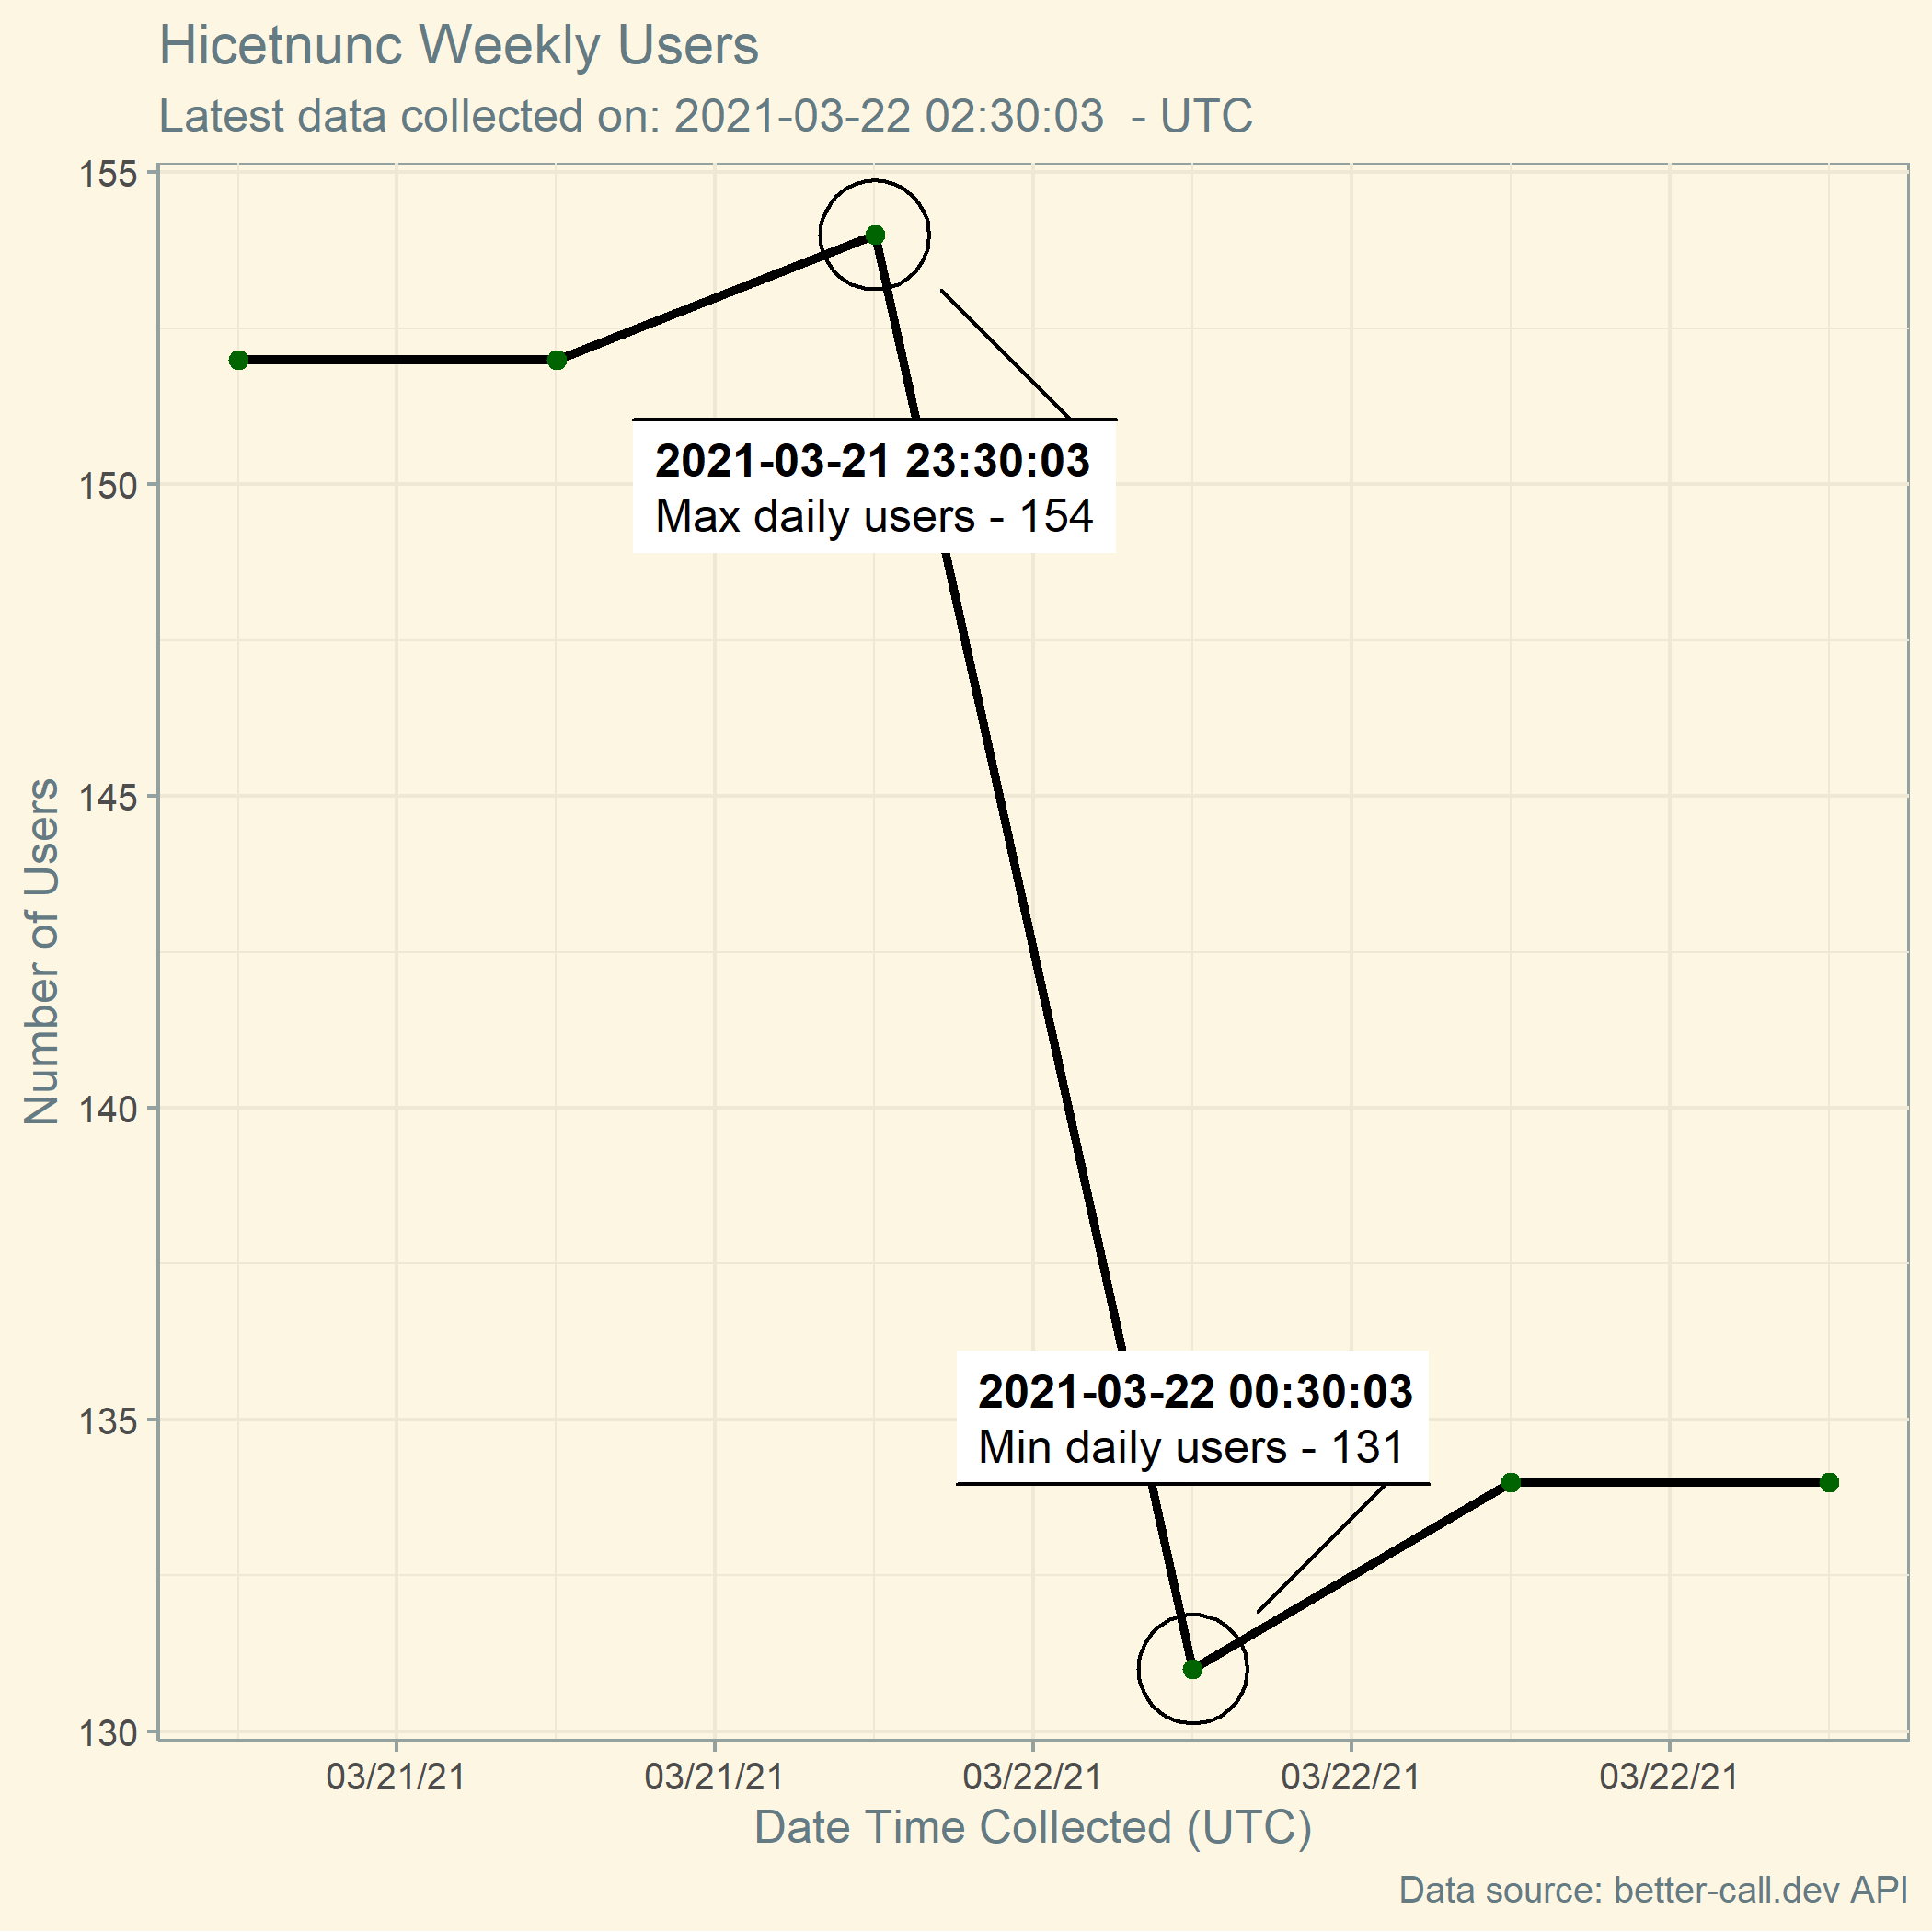 Hicetnunc Weekly Users
Latest data collected on: 2021-03-22 02:30:03  - UTC
155
150
145
140
135
130
Number of Users
2021-03-21 23:30:03
Max daily users - 154
2021-03-22 00:30:03
Min daily users - 131
03/21/21
03/21/21
03/22/21
03/22/21
03/22/21
Date Time Collected (UTC)
Data source: better-call.dev API